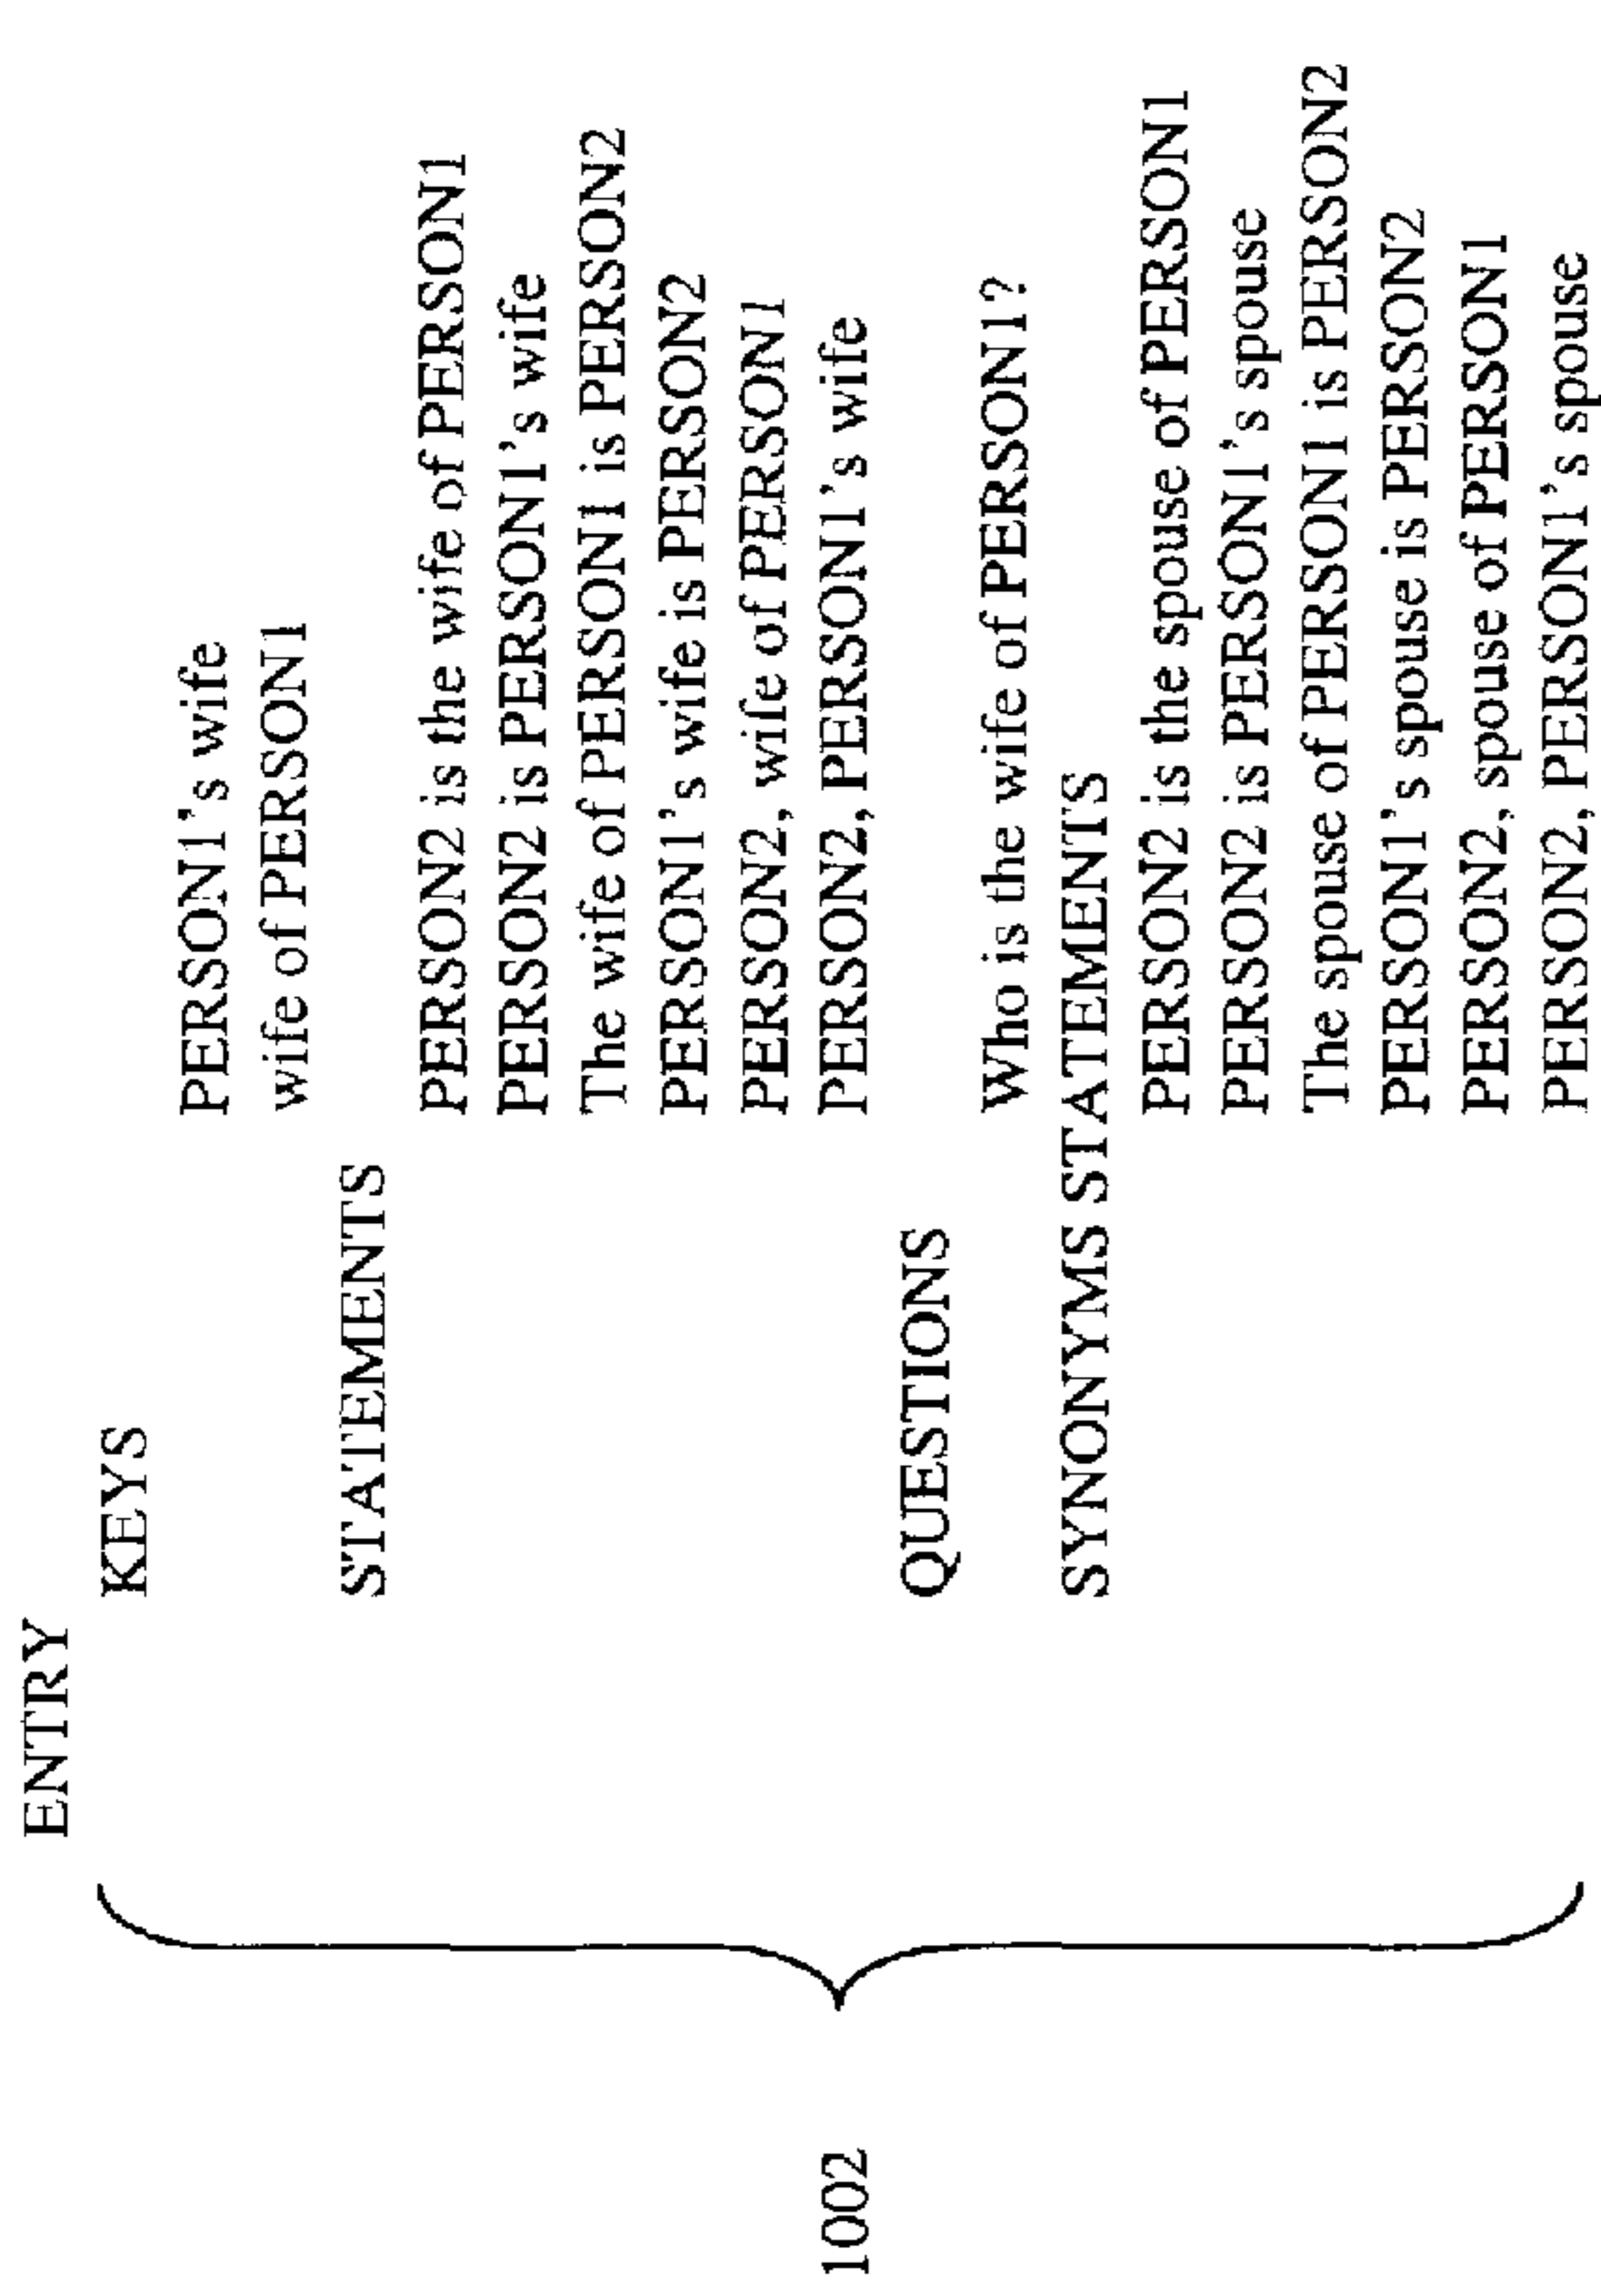 ENTRY
KEYS
PERSON1's wife
wife of PERSON1
STATEMENTS
PERSON2 is the wife of PERSON1
PERSON2 is PERSON1's wife
The wife of PERSON1 is PERSON2
PERSON1's wife is PERSON2
PERSON2, wife of PERSON1
PERSON2, PERSON1's wife
QUESTIONS
Who is the wife of PERSON1?
SYNONYMS STATEMENTS
PERSON2 is the spouse of PERSON1
PERSON2 is PERSON1's spouse
The spouse of PERSON1 is PERSON2
PERSON1's spouse is PERSON2
PERSON2, spouse of PERSON1
PERSON2, PERSON1's spouse
1002